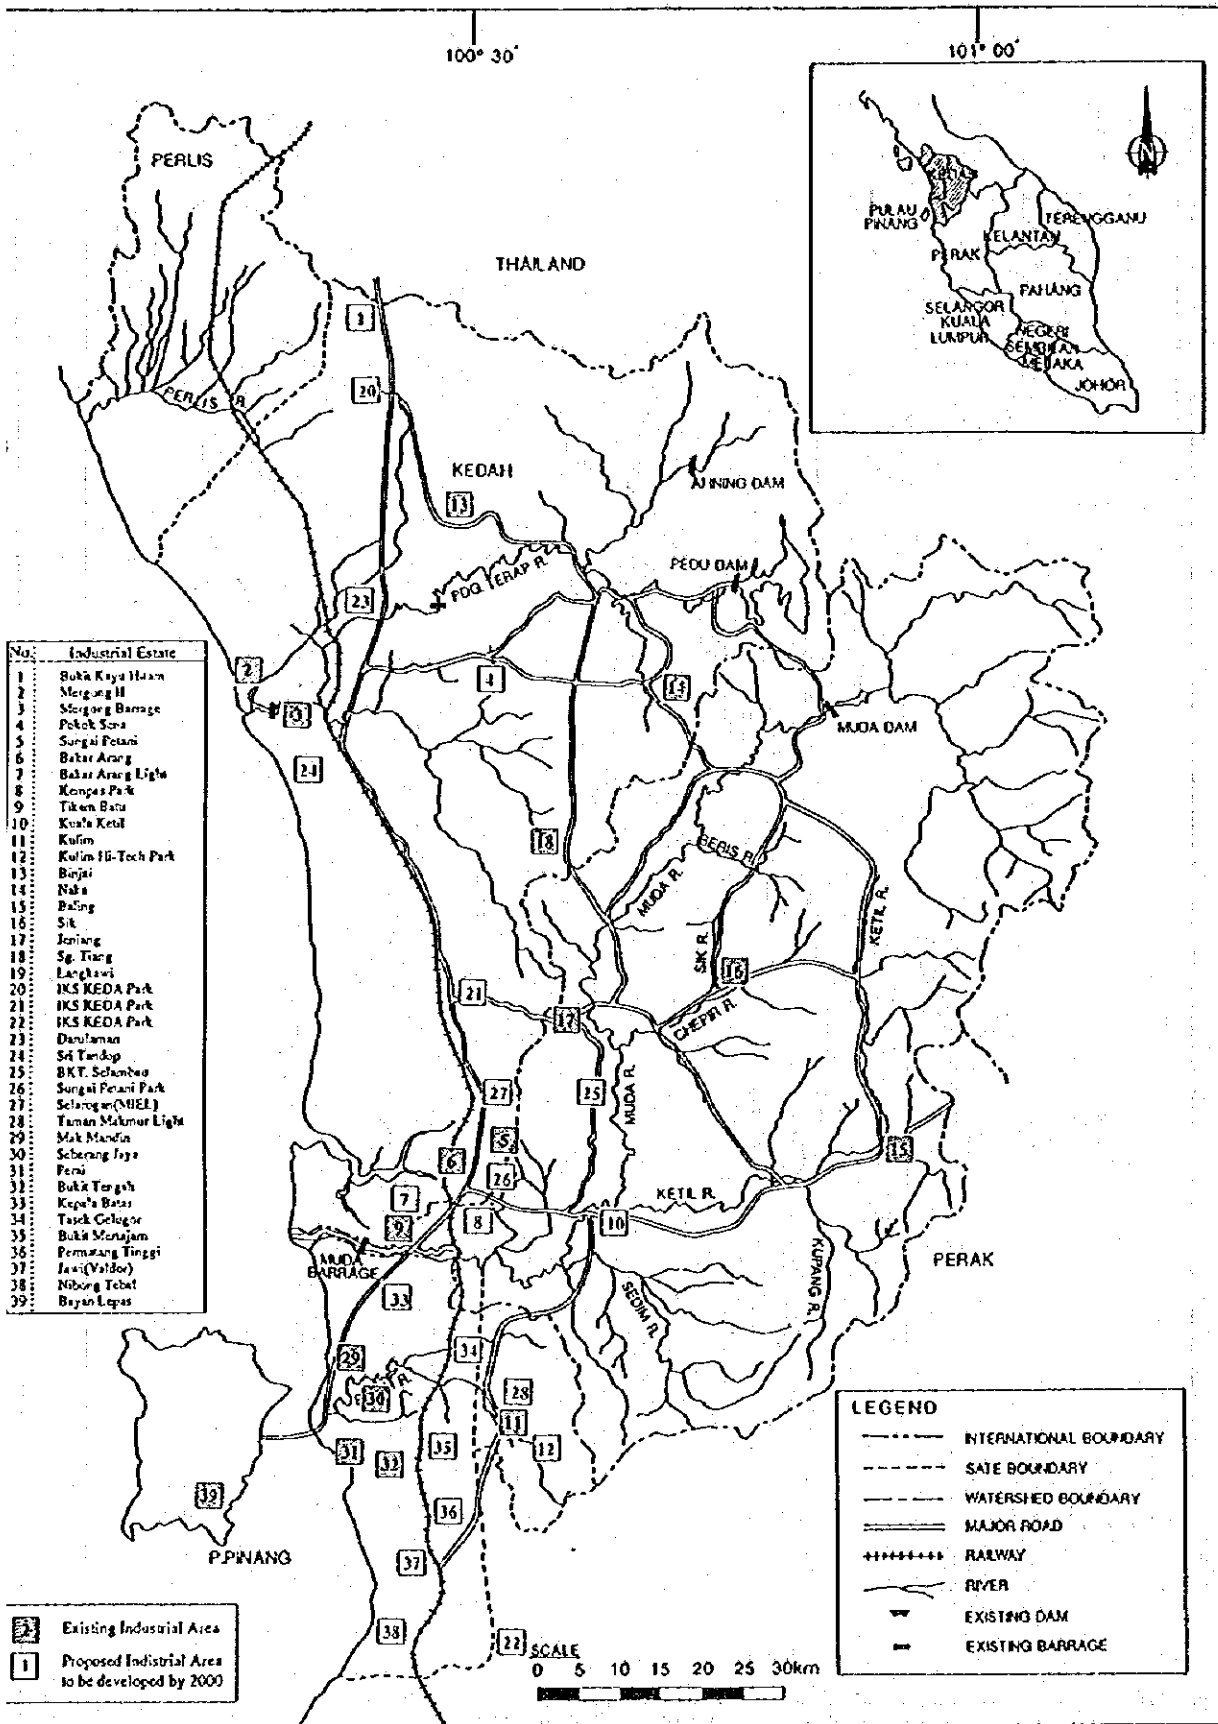 100° 30'
101° 00'
PERLIS
THAILAND
PULAU
PINANG
TERENGGANU
KELANTAN
PERAK
PAHANG
SELANGOR
KUALA
LUMPUR
NEGERI
SEMBILAN
MELAKA
JOHOR
N
1
20
PERLIS R.
KEDAH
13
AHNING DAM
PEDU DAM
PDG TERAP R.
23
2
3
4
14
MUDA DAM
24
18
BERIS R.
MUDA R.
KETIL R.
SIK R.
16
21
17
CHEPIR R.
27
25
MUDA R.
5
6
15
26
7
KETIL R.
9
8
10
MUDA
BARRAGE
KUPANG R.
PERAK
33
SEDIM R.
29
34
30
R.
28
11
31
32
35
12
39
36
P.PINANG
37
38
22
No. Industrial Estate
1 Bukit Kayu Hitam
2 Mergong II
3 Mergong Barrage
4 Pokok Sena
5 Sungai Petani
6 Bakar Arang
7 Bakar Arang Light
8 Kempas Park
9 Tikam Batu
10 Kuala Ketil
11 Kulim
12 Kulim Hi-Tech Park
13 Binjai
14 Naka
15 Baling
16 Sik
17 Jeniang
18 Sg. Tiang
19 Langkawi
20 IKS KEDA Park
21 IKS KEDA Park
22 IKS KEDA Park
23 Darulaman
24 Sri Tandop
25 BKT. Selambau
26 Sungai Petani Park
27 (MIEL)
28 Taman Makmur Light
29 Mak Mandin
30 Seberang Jaya
31 Perai
32 Bukit Tengah
33 Kepala Batas
34 Tasek Gelugor
35 Bukit Mertajam
36 Permatang Tinggi
37 Jawi(Valdor)
38 Nibong Tebal
39 Bayan Lepas
LEGEND
INTERNATIONAL BOUNDARY
SATE BOUNDARY
WATERSHED BOUNDARY
MAJOR ROAD
RAILWAY
RIVER
EXISTING DAM
EXISTING BARRAGE
Existing Industrial Area
1 Proposed Indistrial Area
to be developed by 2000
SCALE
0 5 10 15 20 25 30km